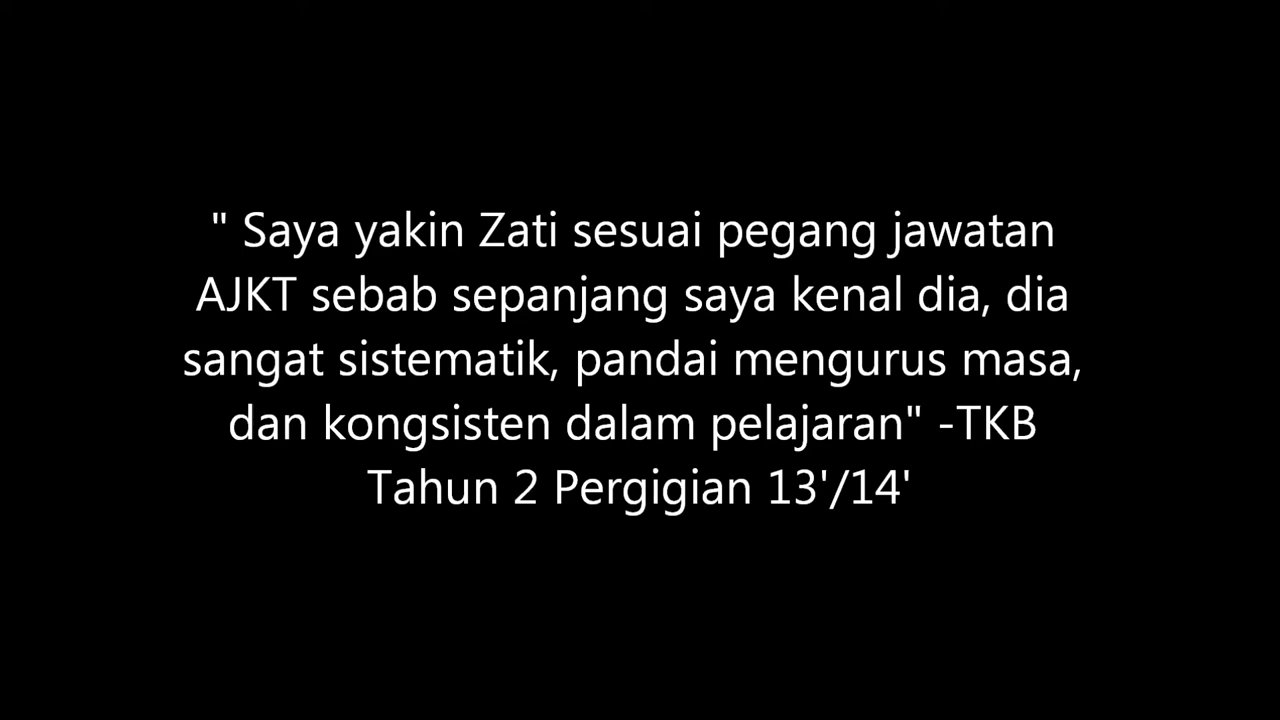 " Saya yakin Zati sesuai pegang jawatan
AJKT sebab sepanjang saya kenal dia, dia
sangat sistematik, pandai mengurus masa,
dan kongsisten dalam pelajaran" -TKB
Tahun 2 Pergigian 13'/14'